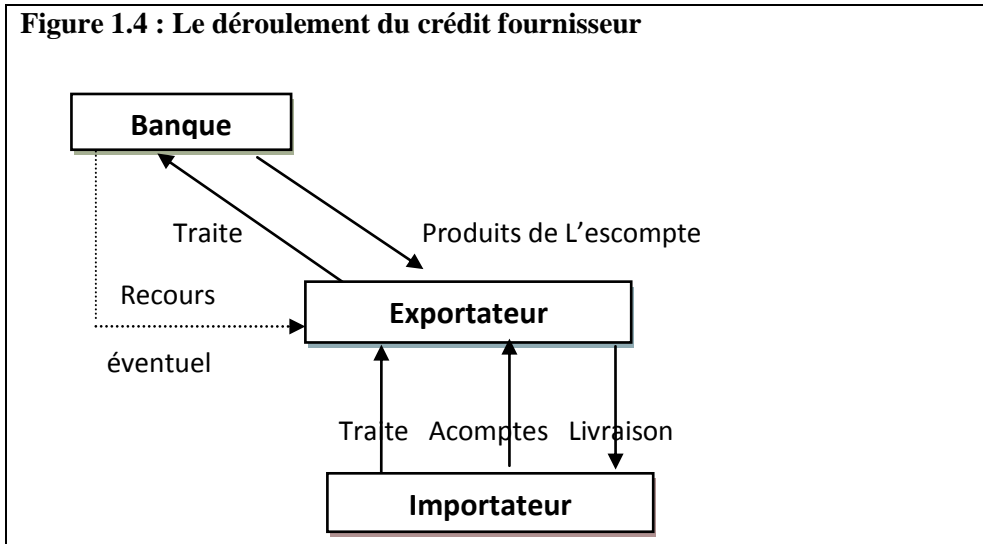 Figure 1.4 : Le déroulement du crédit fournisseur
Banque
Traite
Produits de L’escompte
Recours
Exportateur
éventuel
Traite Acomptes Livraison
Importateur